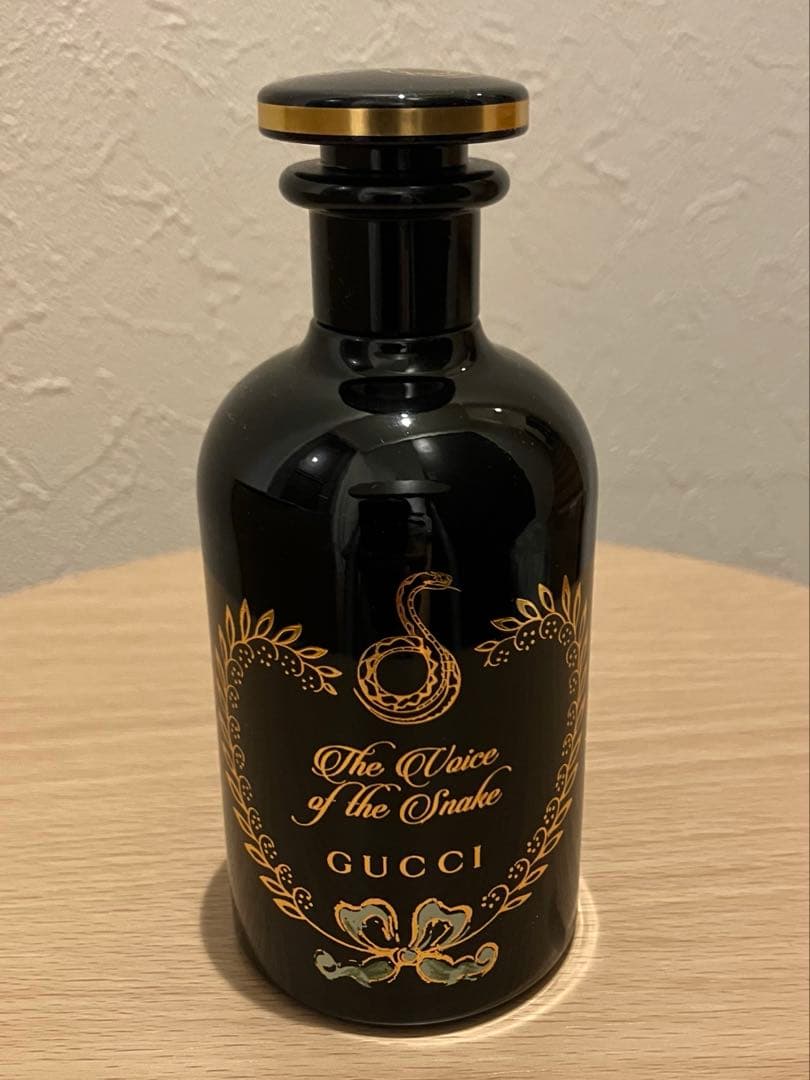 The Voice
of the Snake
GUCCI